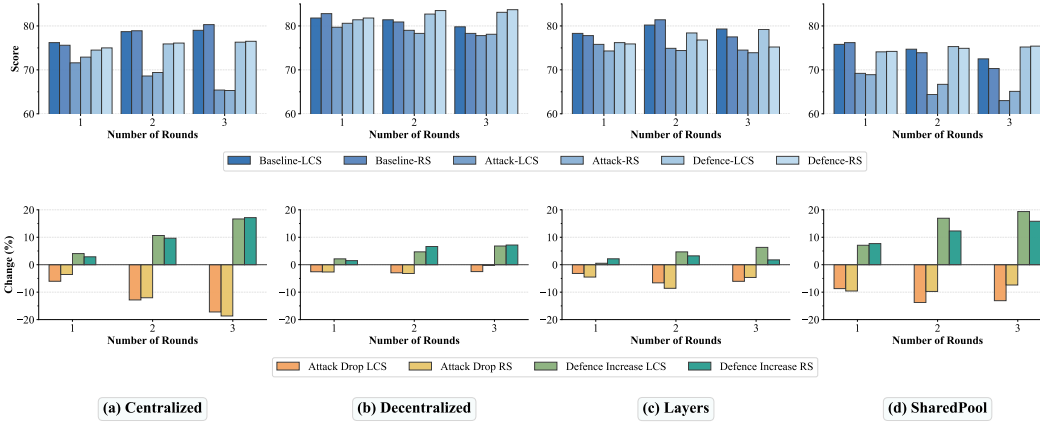 Score
80
70
60
1 2 3
Number of Rounds
80
70
60
1 2 3
Number of Rounds
80
70
60
1 2 3
Number of Rounds
80
70
60
1 2 3
Number of Rounds
Baseline-LCS Baseline-RS Attack-LCS Attack-RS Defence-LCS Defence-RS
Change (%)
20
10
0
−10
−20
1 2 3
Number of Rounds
20
10
0
−10
−20
1 2 3
Number of Rounds
20
10
0
−10
−20
1 2 3
Number of Rounds
20
10
0
−10
−20
1 2 3
Number of Rounds
Attack Drop LCS Attack Drop RS Defence Increase LCS Defence Increase RS
(a) Centralized (b) Decentralized (c) Layers (d) SharedPool